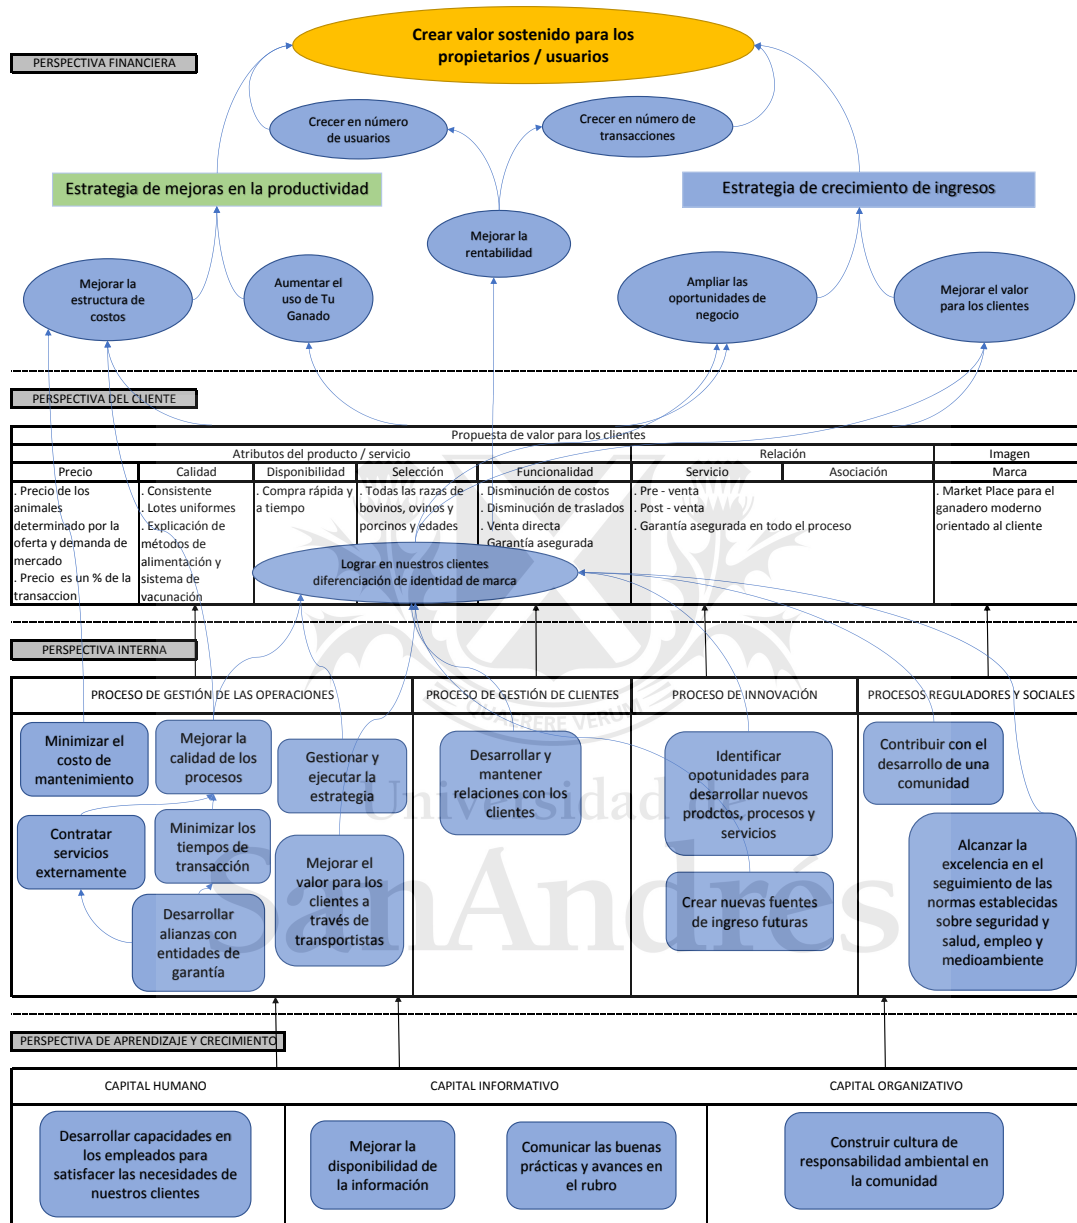 Crear valor sostenido para los
propietarios / usuarios
PERSPECTIVA FINANCIERA
Crecer en número
de usuarios
Crecer en número de
transacciones
Estrategia de mejoras en la productividad
Estrategia de crecimiento de ingresos
Mejorar la
rentabilidad
Mejorar la
estructura de
costos
Aumentar el
uso de Tu
Ganado
Ampliar las
oportunidades de
negocio
Mejorar el valor
para los clientes
PERSPECTIVA DEL CLIENTE
Propuesta de valor para los clientes
Atributos del producto / servicio
Relación
Imagen
Precio
Calidad
Disponibilidad
Selección
Funcionalidad
Servicio
Asociación
Marca
. Precio de los
animales
determinado por la
oferta y demanda de
mercado
. Precio es un % de la
transaccion
. Consistente
. Lotes uniformes
. Explicación de
métodos de
alimentación y
sistema de
vacunación
. Compra rápida y
a tiempo
. Todas las razas de
bovinos, ovinos y
porcinos y edades
. Disminución de costos
. Disminución de traslados
. Venta directa
. Garantía asegurada
. Pre - venta
. Post - venta
. Garantía asegurada en todo el proceso
. Market Place para el
ganadero moderno
orientado al cliente
Lograr en nuestros clientes
diferenciación de identidad de marca
PERSPECTIVA INTERNA
PROCESO DE GESTIÓN DE LAS OPERACIONES
PROCESO DE GESTIÓN DE CLIENTES
PROCESO DE INNOVACIÓN
PROCESOS REGULADORES Y SOCIALES
Minimizar el
costo de
mantenimiento
Mejorar la
calidad de los
procesos
Gestionar y
ejecutar la
estrategia
Contratar
servicios
externamente
Minimizar los
tiempos de
transacción
Desarrollar
alianzas con
entidades de
garantía
Mejorar el
valor para los
clientes a
través de
transportistas
Desarrollar y
mantener
relaciones con los
clientes
Identificar
opotunidades para
desarrollar nuevos
prodctos, procesos y
servicios
Crear nuevas fuentes
de ingreso futuras
Contribuir con el
desarrollo de una
comunidad
Alcanzar la
excelencia en el
seguimiento de las
normas establecidas
sobre seguridad y
salud, empleo y
medioambiente
QUAERERE VERUM
Universidad de
SanAndrés
PERSPECTIVA DE APRENDIZAJE Y CRECIMIENTO
CAPITAL HUMANO
CAPITAL INFORMATIVO
CAPITAL ORGANIZATIVO
Desarrollar capacidades en
los empleados para
satisfacer las necesidades de
nuestros clientes
Mejorar la
disponibilidad de
la información
Comunicar las buenas
prácticas y avances en
el rubro
Construir cultura de
responsabilidad ambiental en
la comunidad